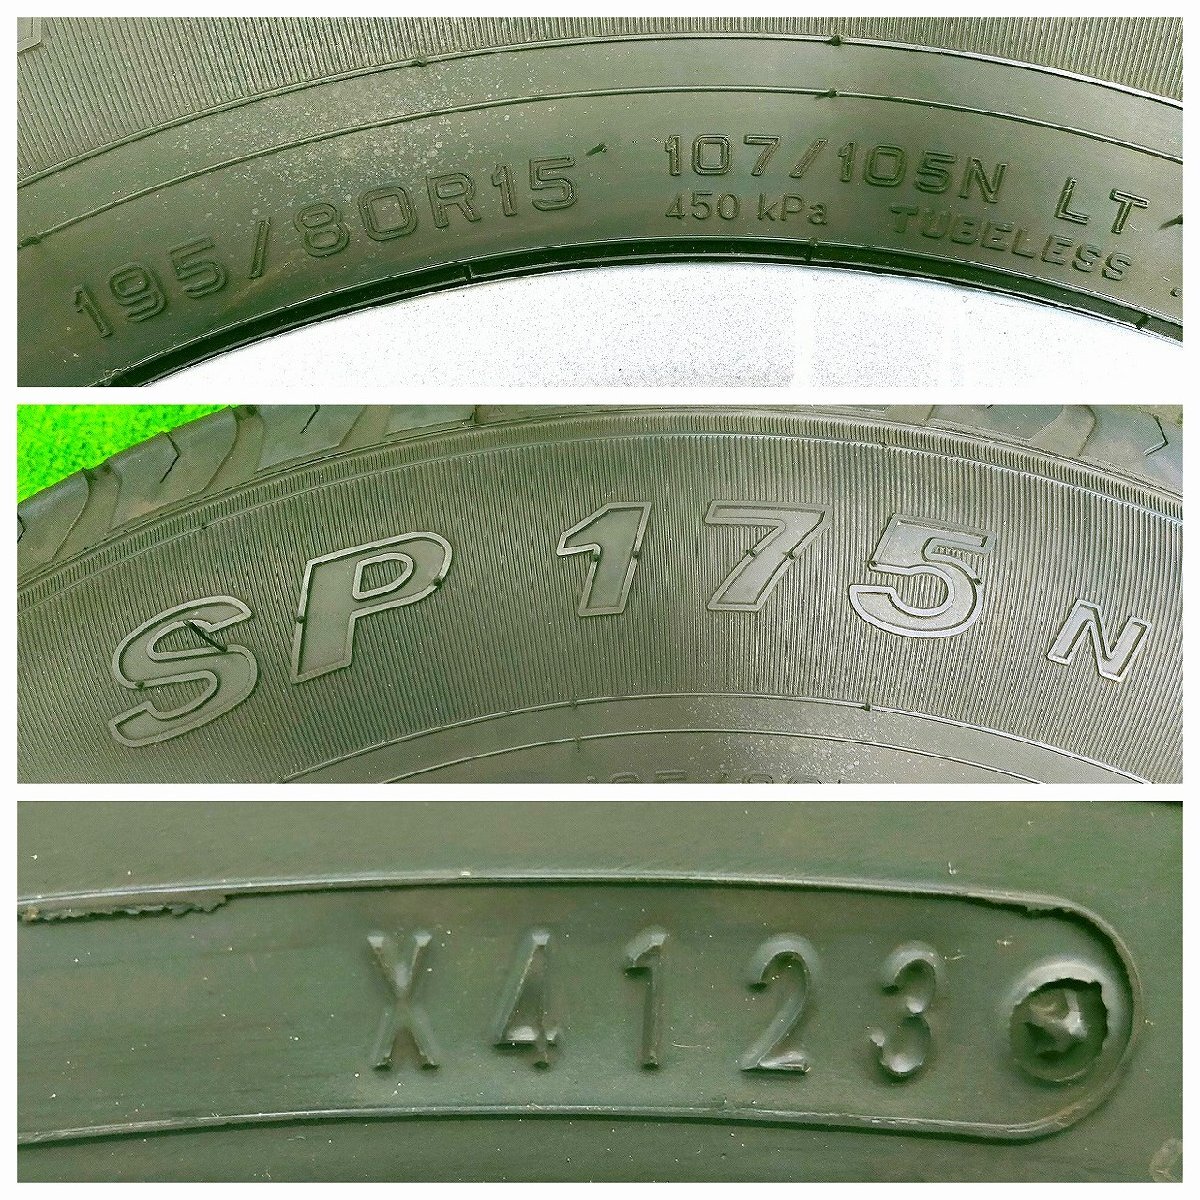 195/80R15 107/105N LT
450 kPa TUBELESS
SP 175 N
X4123